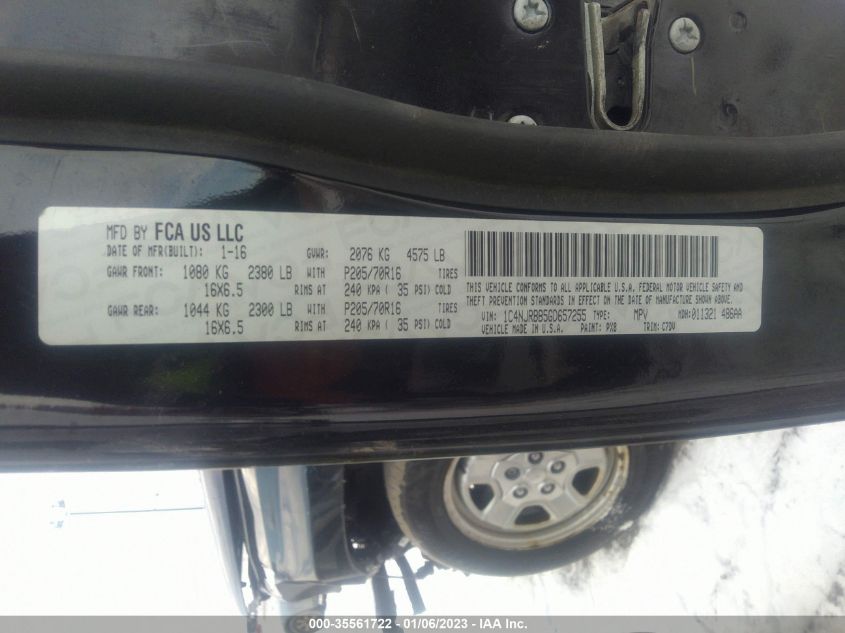 MFD BY FCA US LLC
DATE OF MFR(BUILT): 1-16 GVWR: 2076 KG 4575 LB
GAWR FRONT: 1080 KG 2380 LB WITH P205/70R16 TIRES
16X6.5 RIMS AT 240 KPA ( 35 PSI) COLD
GAWR REAR: 1044 KG 2300 LB WITH P205/70R16 TIRES
16X6.5 RIMS AT 240 KPA ( 35 PSI) COLD
THIS VEHICLE CONFORMS TO ALL APPLICABLE U.S.A. FEDERAL MOTOR VEHICLE SAFETY AND
THEFT PREVENTION STANDARDS IN EFFECT ON THE DATE OF MANUFACTURE SHOWN ABOVE.
VIN: 1C4NJRBB5GD657255 TYPE: MPV MDH: 011321 486AA
VEHICLE MADE IN U.S.A. PAINT: PX8 TRIM: C7DV
000-35561722 - 01/06/2023 - IAA Inc.